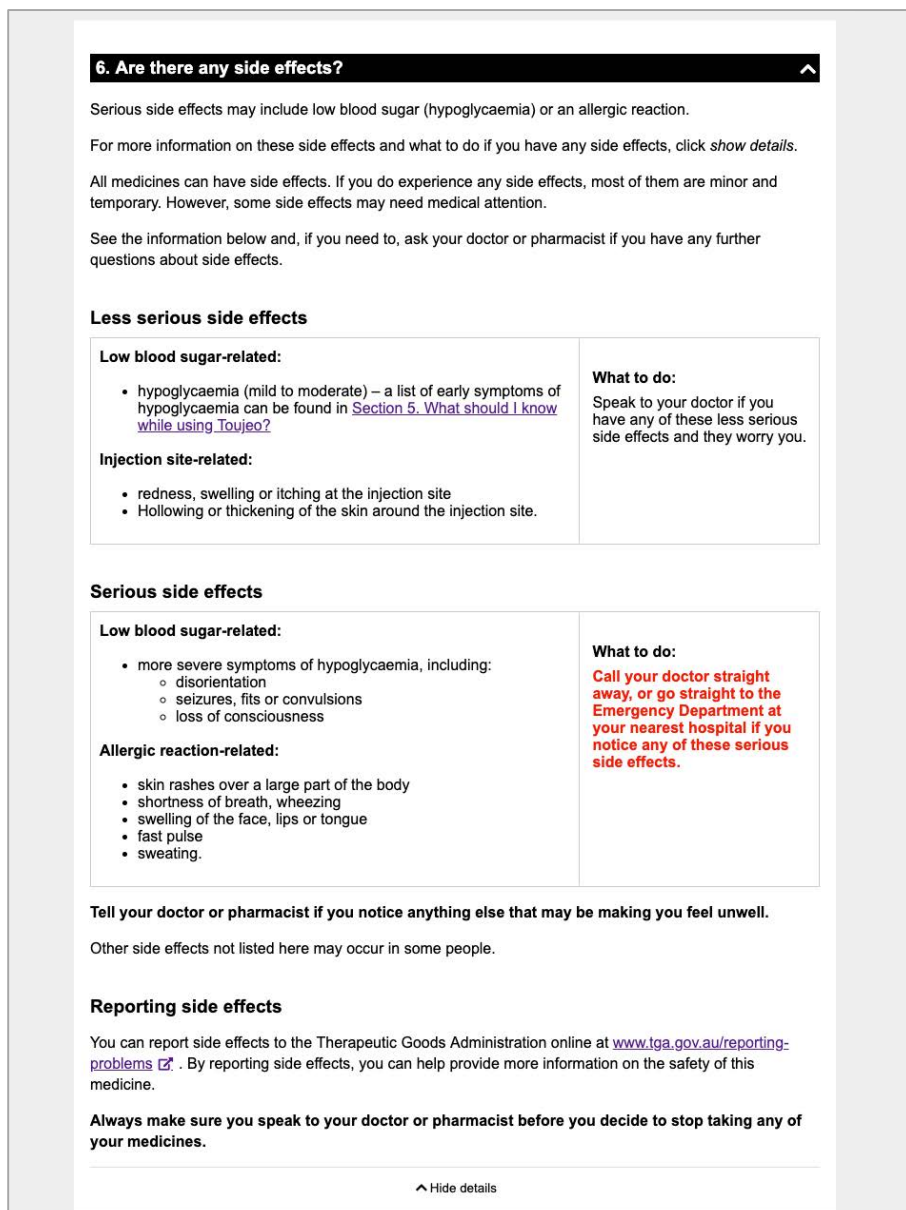 6. Are there any side effects?
Serious side effects may include low blood sugar (hypoglycaemia) or an allergic reaction.
For more information on these side effects and what to do if you have any side effects, click show details.
All medicines can have side effects. If you do experience any side effects, most of them are minor and
temporary. However, some side effects may need medical attention.
See the information below and, if you need to, ask your doctor or pharmacist if you have any further
questions about side effects.
Less serious side effects
Low blood sugar-related:
• hypoglycaemia (mild to moderate) – a list of early symptoms of
hypoglycaemia can be found in Section 5. What should I know
while using Toujeo?
Injection site-related:
• redness, swelling or itching at the injection site
• Hollowing or thickening of the skin around the injection site.
What to do:
Speak to your doctor if you
have any of these less serious
side effects and they worry you.
Serious side effects
Low blood sugar-related:
• more severe symptoms of hypoglycaemia, including:
◦ disorientation
◦ seizures, fits or convulsions
◦ loss of consciousness
Allergic reaction-related:
• skin rashes over a large part of the body
• shortness of breath, wheezing
• swelling of the face, lips or tongue
• fast pulse
• sweating.
What to do:
Call your doctor straight
away, or go straight to the
Emergency Department at
your nearest hospital if you
notice any of these serious
side effects.
Tell your doctor or pharmacist if you notice anything else that may be making you feel unwell.
Other side effects not listed here may occur in some people.
Reporting side effects
You can report side effects to the Therapeutic Goods Administration online at www.tga.gov.au/reporting-
problems . By reporting side effects, you can help provide more information on the safety of this
medicine.
Always make sure you speak to your doctor or pharmacist before you decide to stop taking any of
your medicines.
Hide details